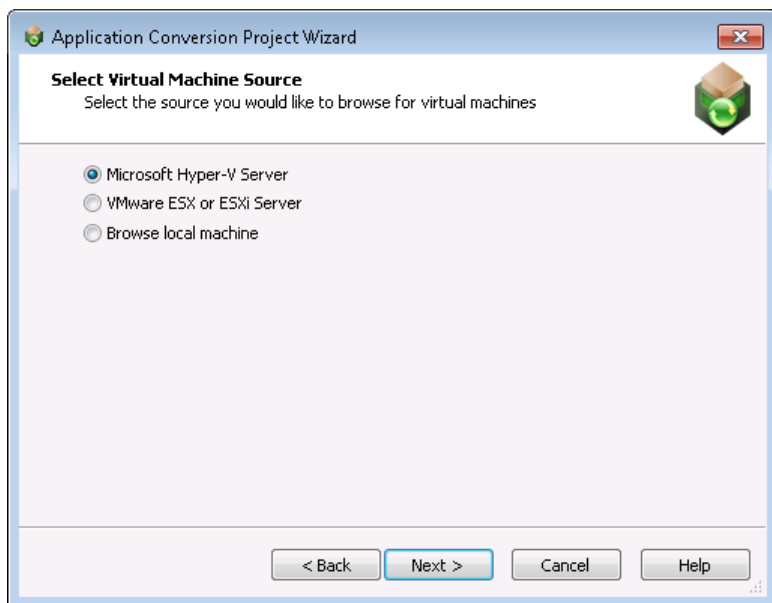 Application Conversion Project Wizard
Select Virtual Machine Source
Select the source you would like to browse for virtual machines
Microsoft Hyper-V Server
VMware ESX or ESXi Server
Browse local machine
< Back Next > Cancel Help